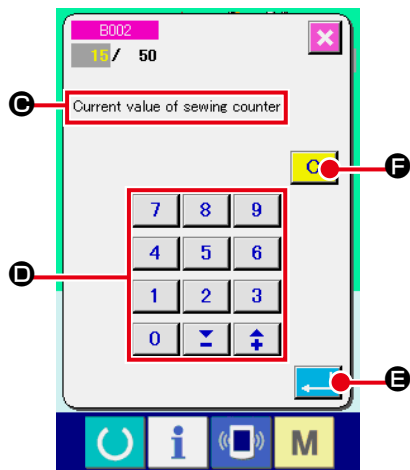 B002
15/ 50
C Current value of sewing counter
C F
7 8 9
4 5 6
D
1 2 3
0 − +
E
i M